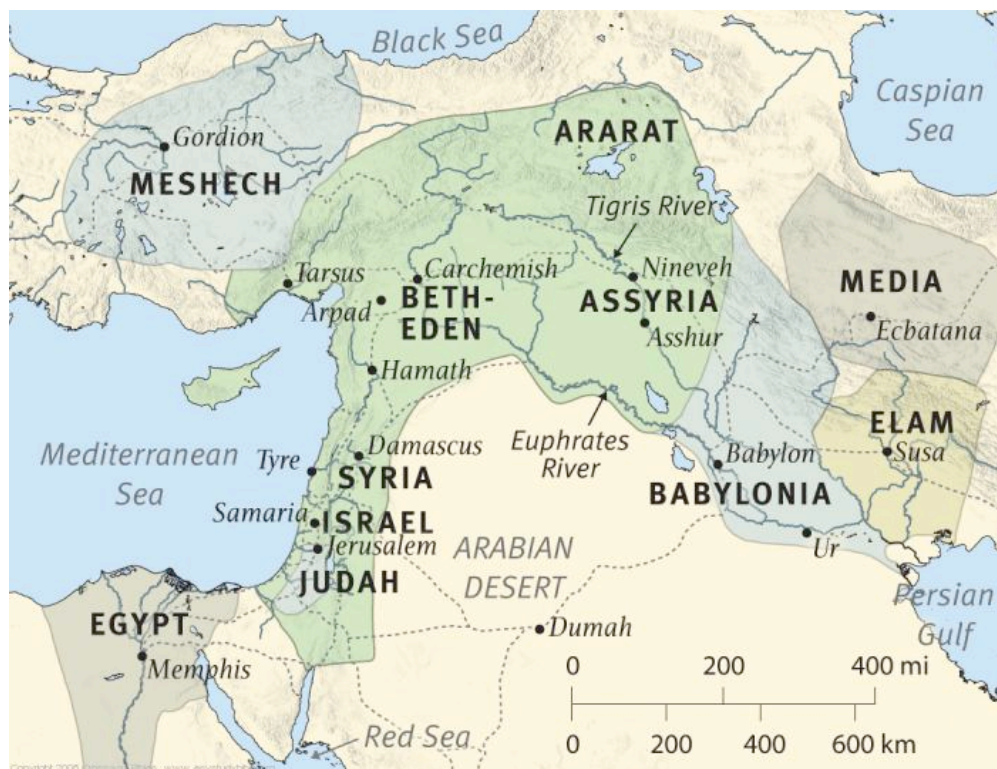 Black Sea
Caspian
Sea
Gordion
MESHECH
ARARAT
Tigris River
Tarsus
Carchemish
Nineveh
Arpad
BETH-
EDEN
ASSYRIA
Asshur
MEDIA
Ecbatana
Hamath
Mediterranean
Sea
Tyre
Damascus
SYRIA
Euphrates
River
Babylon
BABYLONIA
ELAM
Susa
Samaria
ISRAEL
Jerusalem
JUDAH
ARABIAN
DESERT
Ur
Persian
Gulf
EGYPT
Memphis
Dumah
Red Sea
0 200 400 mi
0 200 400 600 km